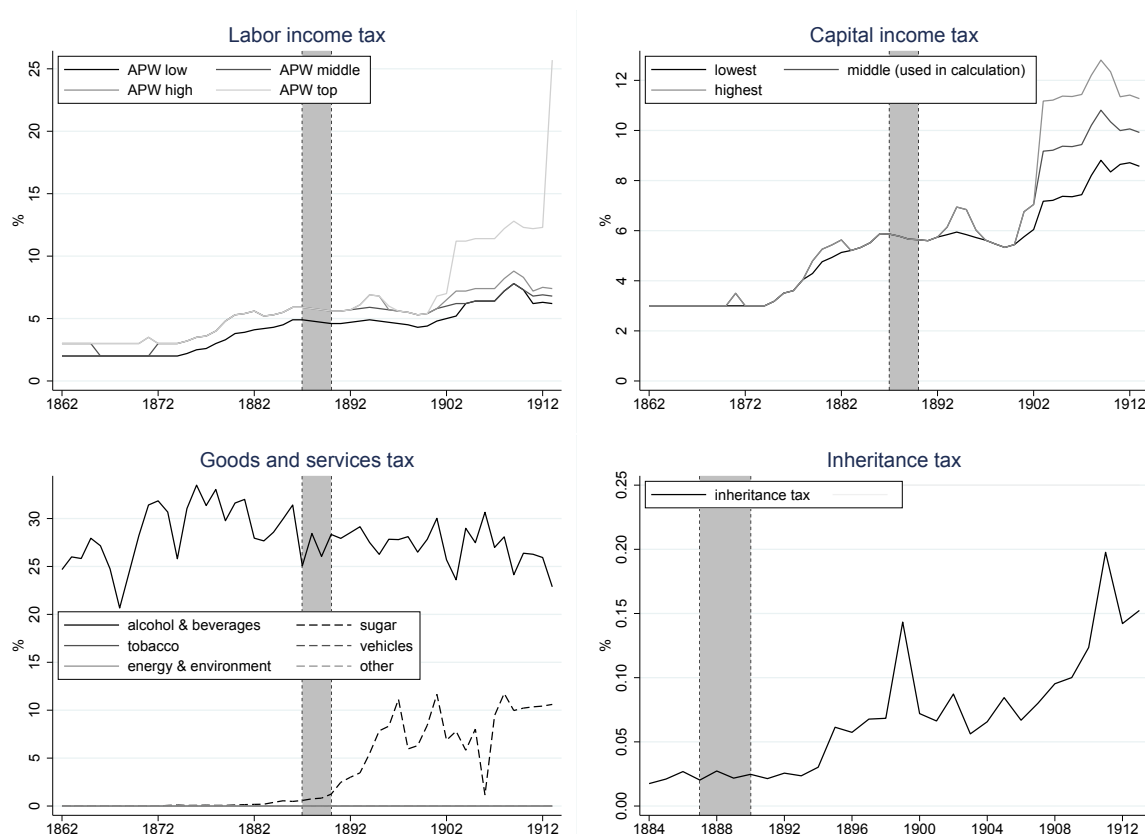 Labor income tax
APW low APW middle
APW high APW top
%
25
20
15
10
5
0
1862 1872 1882 1892 1902 1912
Capital income tax
lowest middle (used in calculation)
highest
%
12
10
8
6
4
2
0
1862 1872 1882 1892 1902 1912
Goods and services tax
%
30
25
20
alcohol & beverages sugar
tobacco vehicles
energy & environment other
15
10
5
0
1862 1872 1882 1892 1902 1912
Inheritance tax
inheritance tax
%
0.25
0.20
0.15
0.10
0.05
0.00
1884 1888 1892 1896 1900 1904 1908